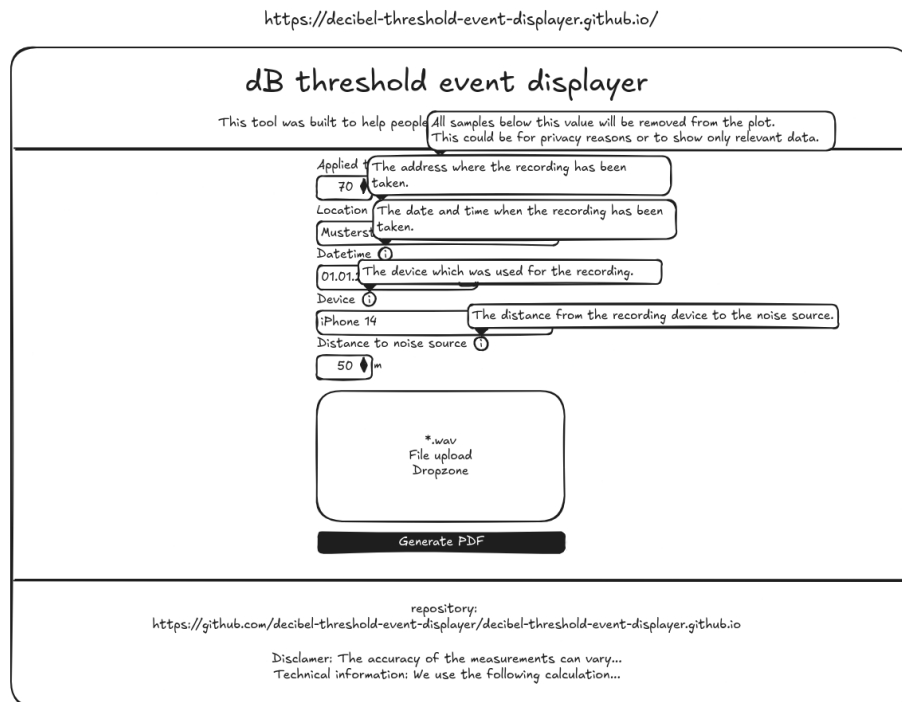 https://decibel-threshold-event-displayer.github.io/
dB threshold event displayer
This tool was built to help people
All samples below this value will be removed from the plot.
This could be for privacy reasons or to show only relevant data.
Applied t
The address where the recording has been
taken.
70
Location
The date and time when the recording has been
taken.
Musterst
Datetime i
01.01.2
The device which was used for the recording.
Device i
iPhone 14
The distance from the recording device to the noise source.
Distance to noise source i
50 m
*.wav
File upload
Dropzone
Generate PDF
repository:
https://github.com/decibel-threshold-event-displayer/decibel-threshold-event-displayer.github.io
Disclamer: The accuracy of the measurements can vary...
Technical information: We use the following calculation...